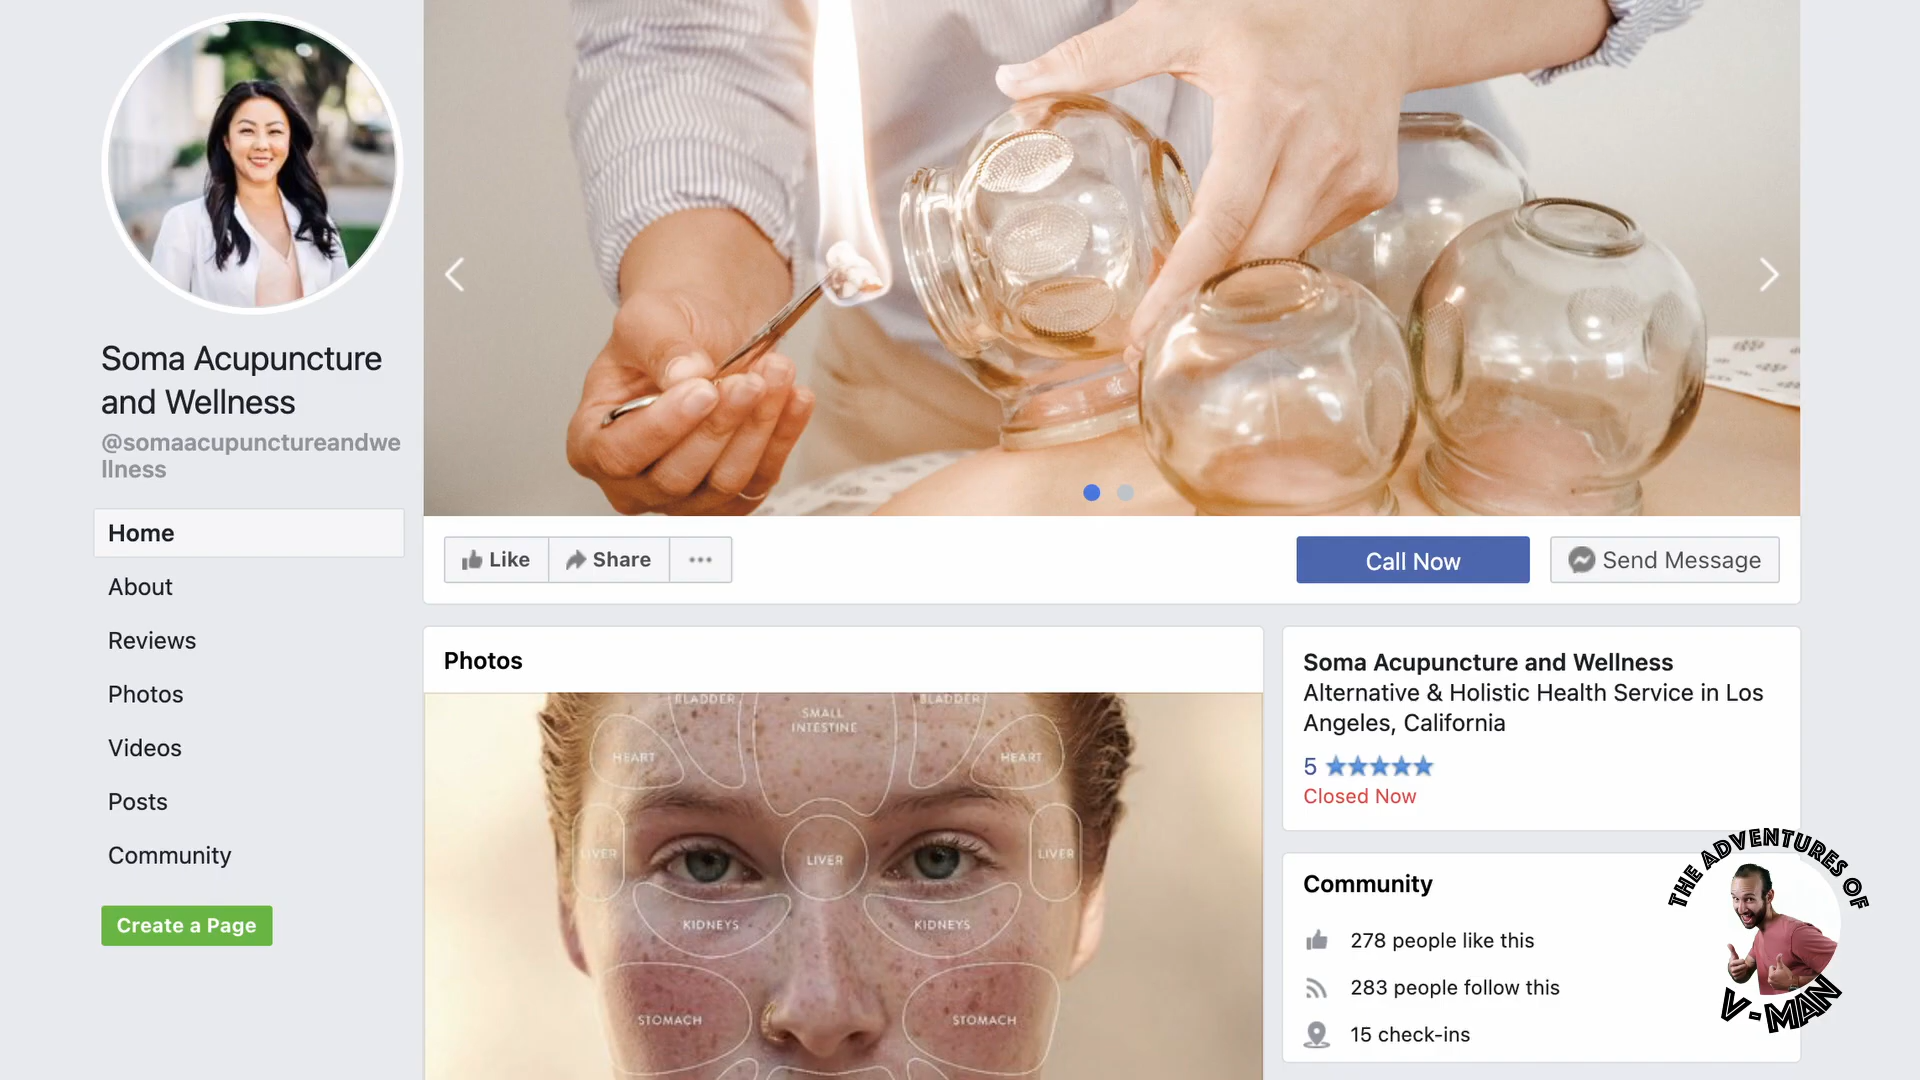 Soma Acupuncture
and Wellness
@somaacupunctureandwe
llness
Home
About
Reviews
Photos
Videos
Posts
Community
Create a Page
Like
Share
Call Now
Send Message
Photos
BLADDER
SMALL
INTESTINE
BLADDER
HEART
HEART
LIVER
LIVER
LIVER
KIDNEYS
KIDNEYS
STOMACH
STOMACH
Soma Acupuncture and Wellness
Alternative & Holistic Health Service in Los
Angeles, California
5
Closed Now
Community
278 people like this
283 people follow this
15 check-ins
THE ADVENTURES OF
V-MAN